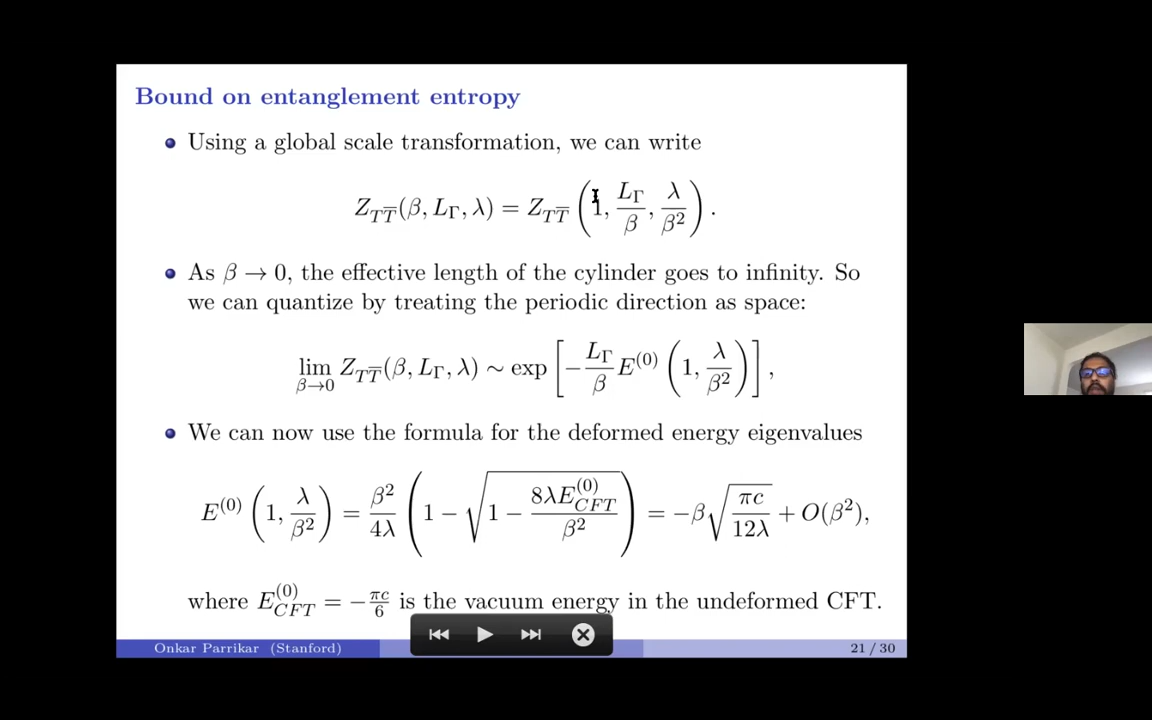 Bound on entanglement entropy
• Using a global scale transformation, we can write
$Z_{T\overline{T}}(\beta, L_\Gamma, \lambda) = Z_{T\overline{T}}\left(1, \frac{L_\Gamma}{\beta}, \frac{\lambda}{\beta^2}\right).$
• As $\beta \to 0$, the effective length of the cylinder goes to infinity. So
we can quantize by treating the periodic direction as space:
$\lim_{\beta \to 0} Z_{T\overline{T}}(\beta, L_\Gamma, \lambda) \sim \exp\left[-\frac{L_\Gamma}{\beta} E^{(0)}\left(1, \frac{\lambda}{\beta^2}\right)\right],$
• We can now use the formula for the deformed energy eigenvalues
$E^{(0)}\left(1, \frac{\lambda}{\beta^2}\right) = \frac{\beta^2}{4\lambda}\left(1 - \sqrt{1 - \frac{8\lambda E^{(0)}_{CFT}}{\beta^2}}\right) = -\beta\sqrt{\frac{\pi c}{12\lambda}} + O(\beta^2),$
where $E^{(0)}_{CFT} = -\frac{\pi c}{6}$ is the vacuum energy in the undeformed CFT.
Onkar Parrikar (Stanford)
21 / 30